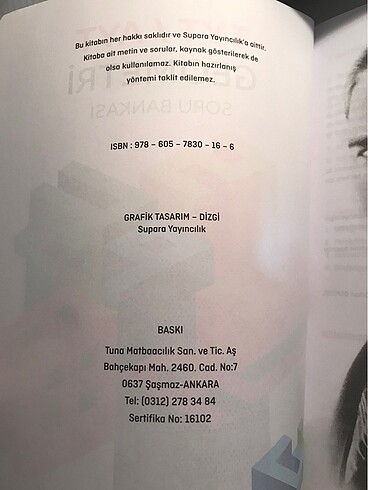 Bu kitabın her hakkı saklıdır ve Supara Yayıncılık'a aittir.
Kitaba ait metin ve sorular, kaynak gösterilerek de
olsa kullanılamaz. Kitabın hazırlanış
yöntemi taklit edilemez.
SORU BANKASI
ISBN : 978 – 605 – 7830 – 16 – 6
GRAFİK TASARIM – DİZGİ
Supara Yayıncılık
BASKI
Tuna Matbaacılık San. ve Tic. Aş
Bahçekapı Mah. 2460. Cad. No:7
0637 Şaşmaz-ANKARA
Tel: (0312) 278 34 84
Sertifika No: 16102